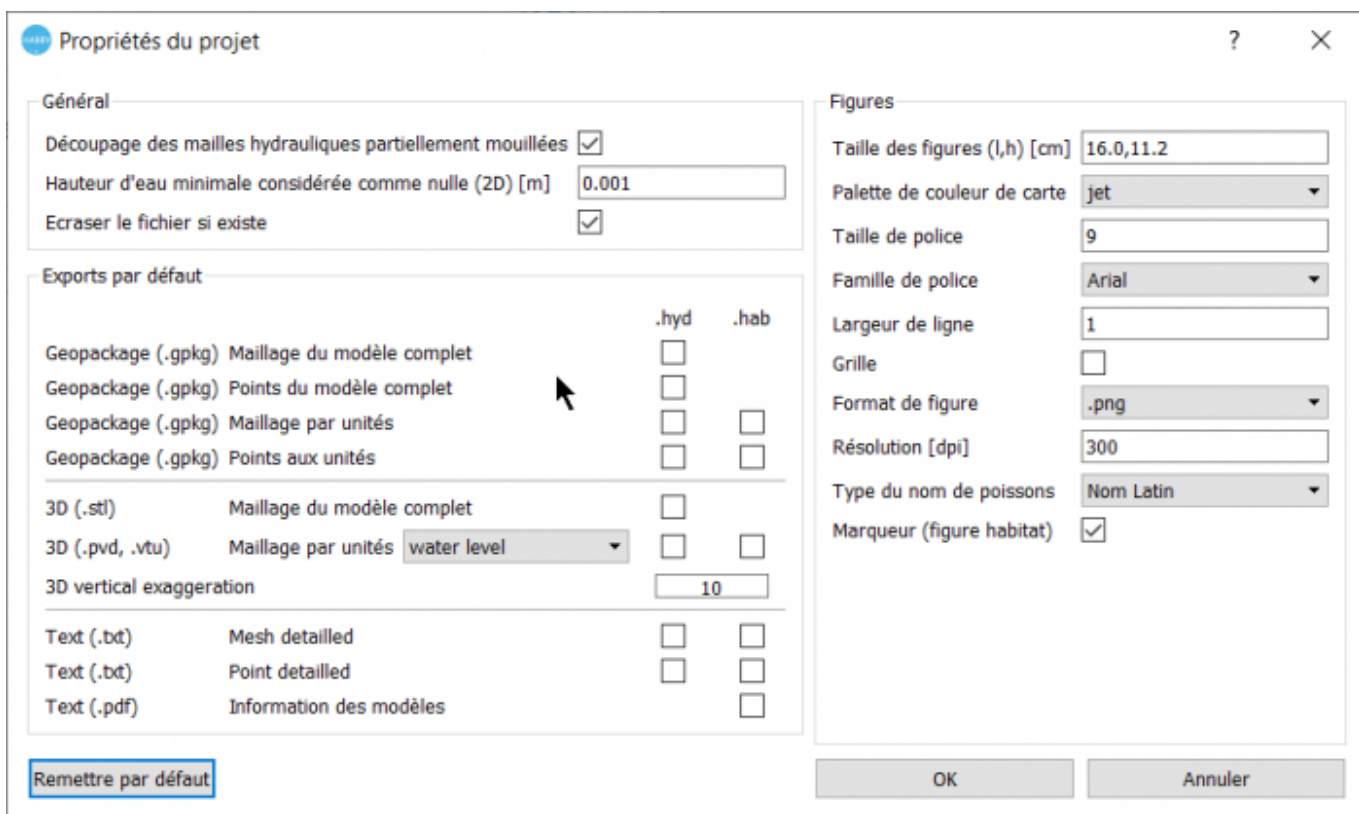 HABBY
Propriétés du projet
?
Général
Découpage des mailles hydrauliques partiellement mouillées
Hauteur d'eau minimale considérée comme nulle (2D) [m] 0.001
Ecraser le fichier si existe
Exports par défaut
.hyd .hab
Geopackage (.gpkg) Maillage du modèle complet
Geopackage (.gpkg) Points du modèle complet
Geopackage (.gpkg) Maillage par unités
Geopackage (.gpkg) Points aux unités
3D (.stl) Maillage du modèle complet
3D (.pvd, .vtu) Maillage par unités water level
3D vertical exaggeration 10
Text (.txt) Mesh detailled
Text (.txt) Point detailled
Text (.pdf) Information des modèles
Remettre par défaut
Figures
Taille des figures (l,h) [cm] 16.0,11.2
Palette de couleur de carte jet
Taille de police 9
Famille de police Arial
Largeur de ligne 1
Grille
Format de figure .png
Résolution [dpi] 300
Type du nom de poissons Nom Latin
Marqueur (figure habitat)
OK Annuler